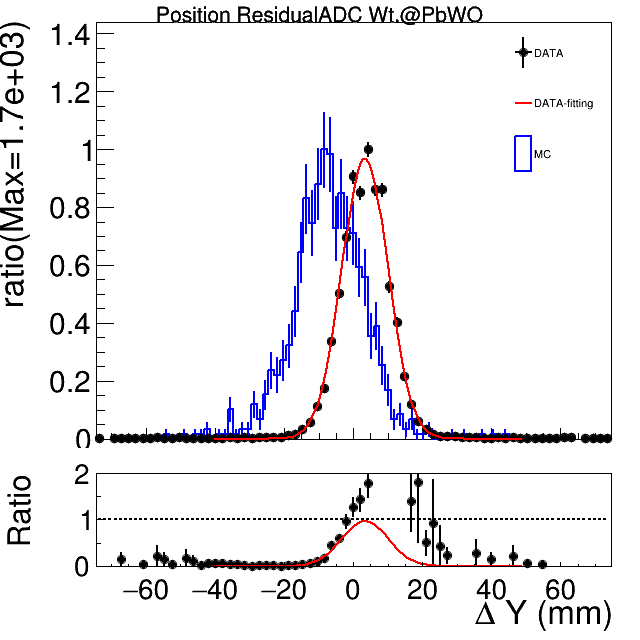 Position ResidualADC Wt.@PbWO
ratio(Max=1.7e+03)
1.4
1.2
1
0.8
0.6
0.4
0.2
0
DATA
DATA-fitting
MC
Ratio
2
1
0
−60 −40 −20 0 20 40 60
Δ Y (mm)